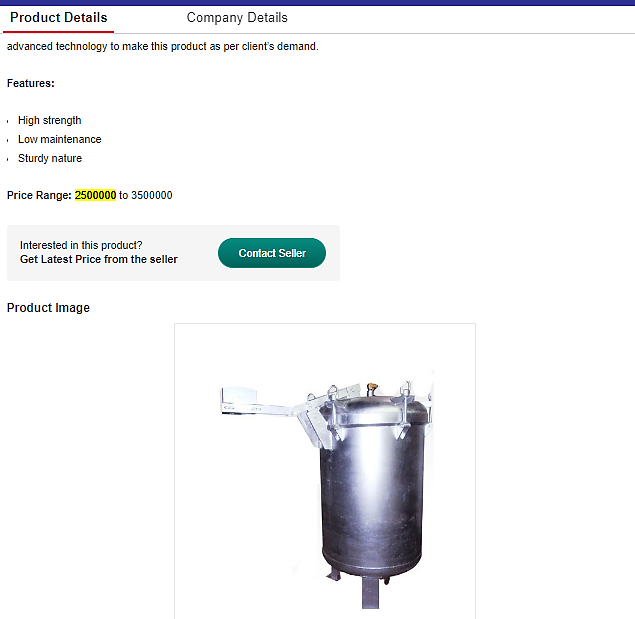 Product Details
Company Details
advanced technology to make this product as per client's demand.
Features:
High strength
Low maintenance
Sturdy nature
Price Range: 2500000 to 3500000
Interested in this product?
Get Latest Price from the seller
Contact Seller
Product Image